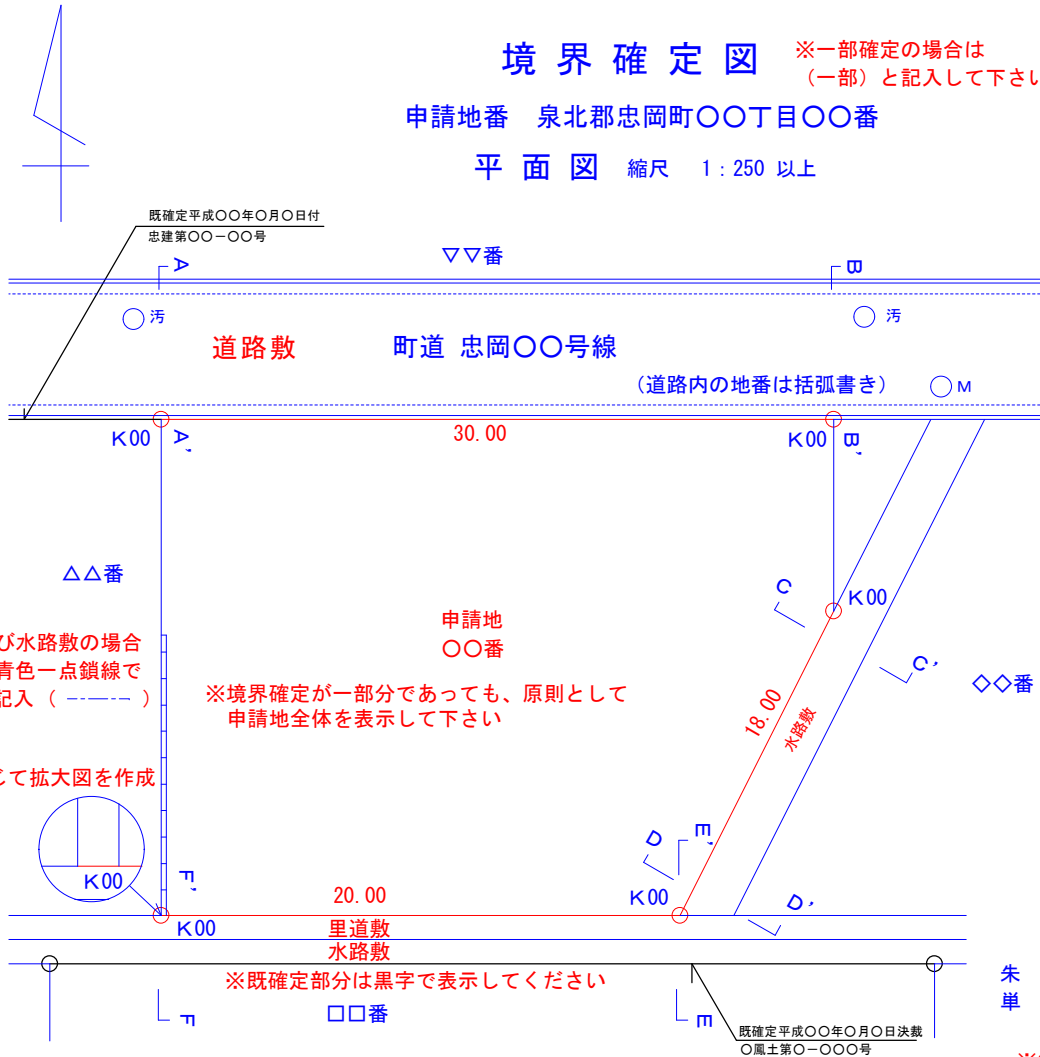 境界確定図
※一部確定の場合は
（一部）と記入して下さい
申請地番　泉北郡忠岡町〇〇丁目〇〇番
平面図　縮尺　1：250 以上
既確定平成〇〇年〇月〇日付
忠建第〇〇－〇〇号
▽▽番
A
B
汚
汚
道路敷
町道 忠岡〇〇号線
（道路内の地番は括弧書き）
M
K00
A'
30.00
K00
B'
△△番
C
K00
申請地
〇〇番
び水路敷の場合
青色一点鎖線で
記入（ ）
C'
◇◇番
※境界確定が一部分であっても、原則として
申請地全体を表示して下さい
18.00
水路敷
じて拡大図を作成
D
E'
K00
F'
20.00
K00
D'
K00
里道敷
水路敷
※既確定部分は黒字で表示してください
朱
単
F
□□番
E
既確定平成〇〇年〇月〇日決裁
〇鳳土第〇－〇〇〇号